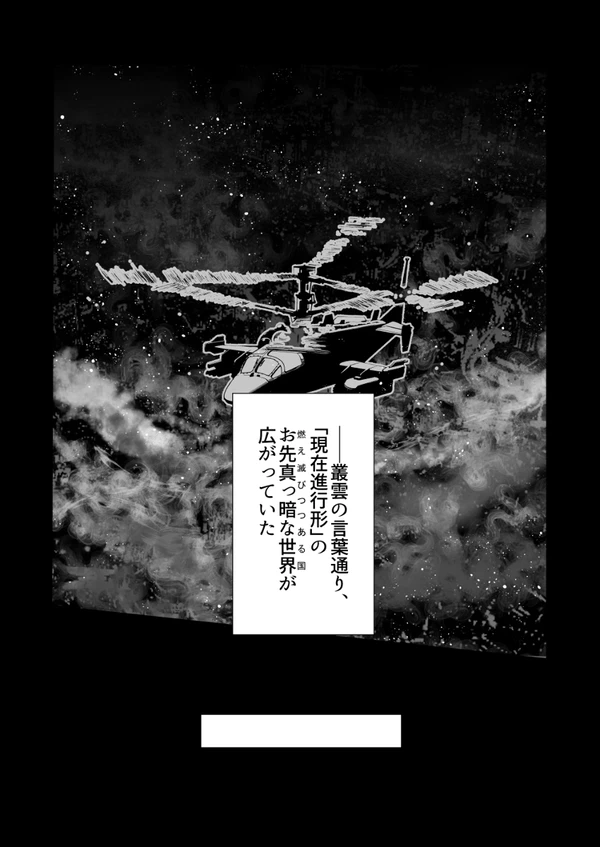 ――叢雲の言葉通り、
「現在進行形」の
お先真っ暗な世界が
燃え滅びつつある国
広がっていた